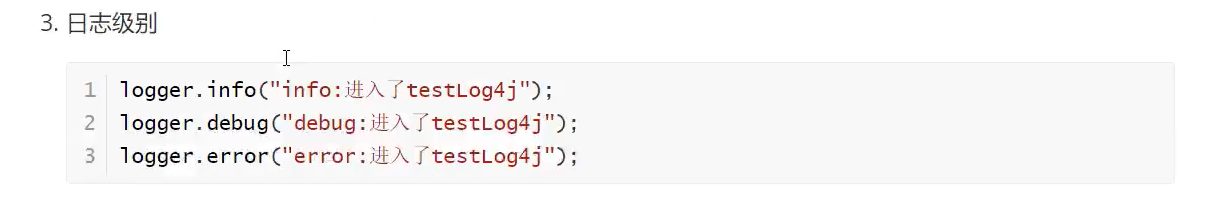 3. 日志级别
1 logger.info("info:进入了testLog4j");
2 logger.debug("debug:进入了testLog4j");
3 logger.error("error:进入了testLog4j");